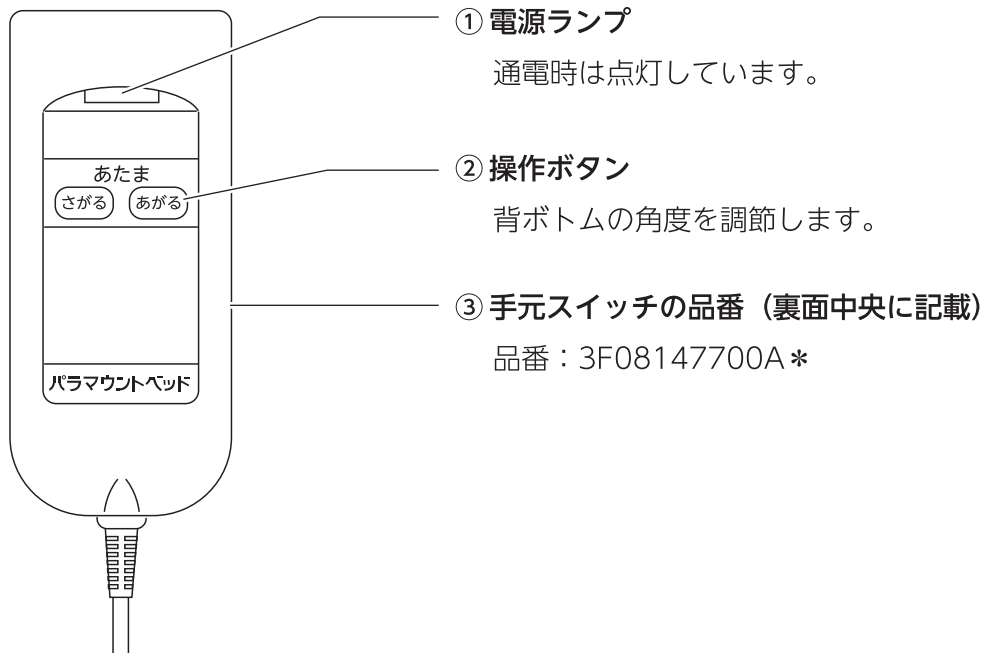 ① 電源ランプ
通電時は点灯しています。
あたま
さがる あがる
② 操作ボタン
背ボトムの角度を調節します。
③ 手元スイッチの品番（裏面中央に記載）
品番：3F08147700A＊
パラマウントベッド